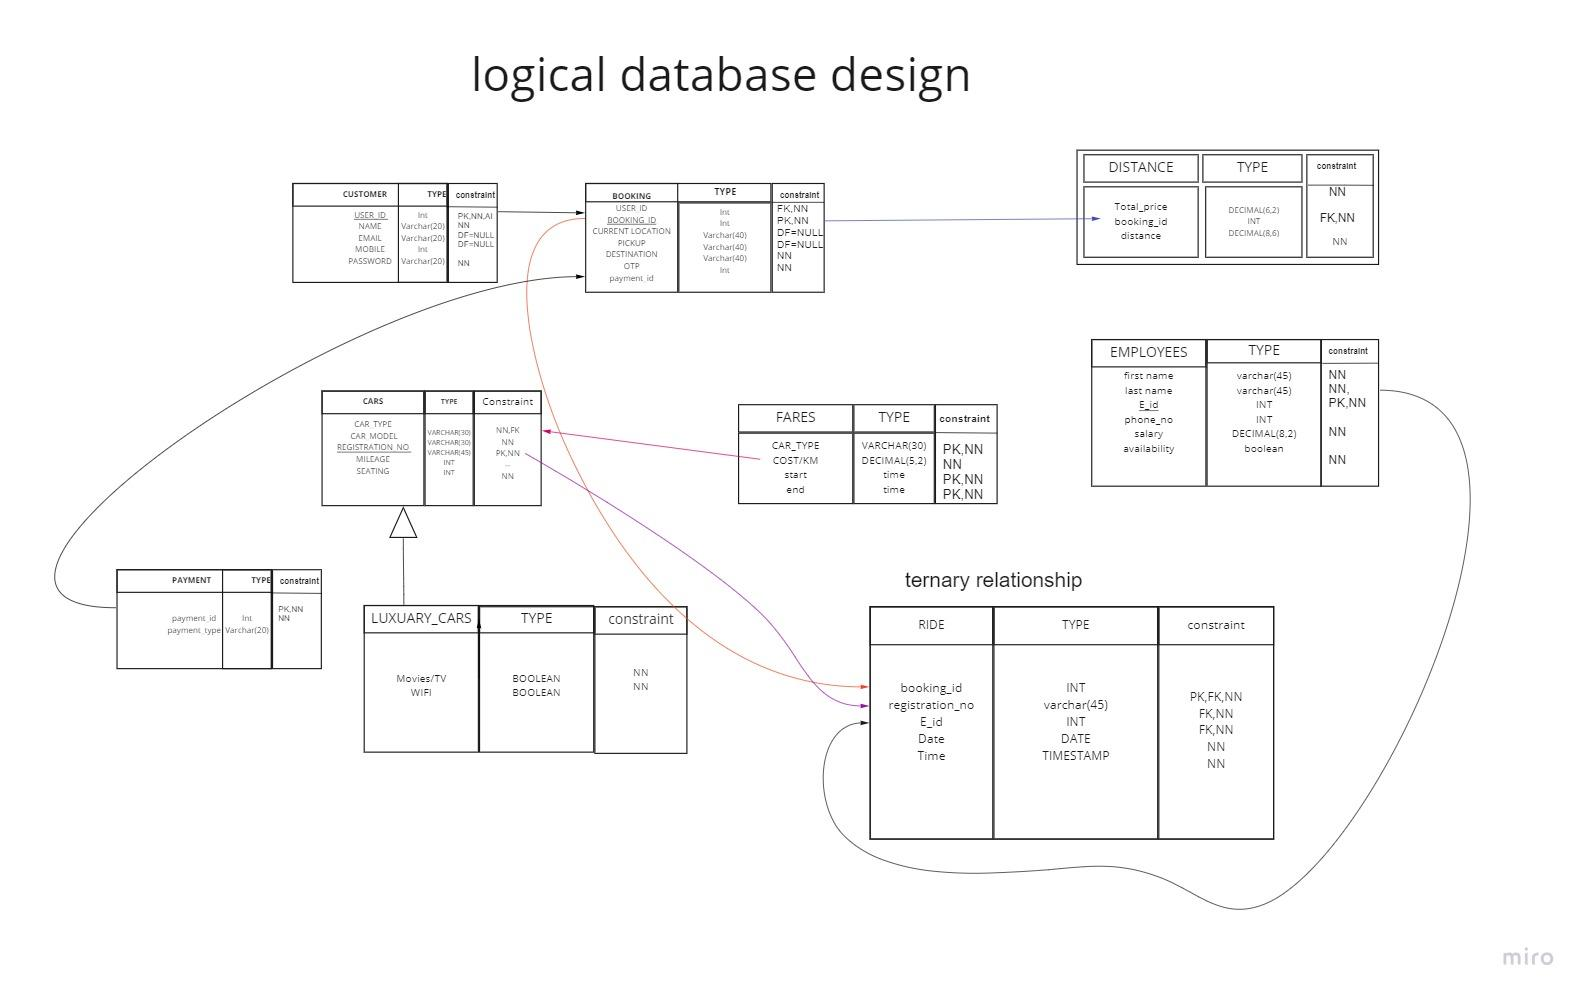 logical database design
CUSTOMER TYPE constraint
USER_ID Int PK,NN,AI
NAME Varchar(20) NN
EMAIL Varchar(20) DF=NULL
MOBILE Int DF=NULL
PASSWORD Varchar(20) NN
BOOKING TYPE constraint
USER_ID Int FK,NN
BOOKING_ID Int PK,NN
CURRENT LOCATION Varchar(40) DF=NULL
PICKUP Varchar(40) DF=NULL
DESTINATION Varchar(40) NN
OTP Int NN
payment_id
DISTANCE TYPE constraint
Total_price DECIMAL(6,2) NN
booking_id INT FK,NN
distance DECIMAL(8,6) NN
EMPLOYEES TYPE constraint
first name varchar(45) NN
last name varchar(45) NN,
E_id INT PK,NN
phone_no INT
salary DECIMAL(8,2) NN
availability boolean NN
CARS TYPE Constraint
CAR_TYPE VARCHAR(30) NN,FK
CAR_MODEL VARCHAR(30) NN
REGISTRATION_NO VARCHAR(45) PK,NN
MILEAGE INT ...
SEATING INT NN
FARES TYPE constraint
CAR_TYPE VARCHAR(30) PK,NN
COST/KM DECIMAL(5,2) NN
start time PK,NN
end time PK,NN
PAYMENT TYPE constraint
payment_id Int PK,NN
payment_type Varchar(20) NN
LUXUARY_CARS TYPE constraint
Movies/TV BOOLEAN NN
WIFI BOOLEAN NN
ternary relationship
RIDE TYPE constraint
booking_id INT PK,FK,NN
registration_no varchar(45) FK,NN
E_id INT FK,NN
Date DATE NN
Time TIMESTAMP NN
miro